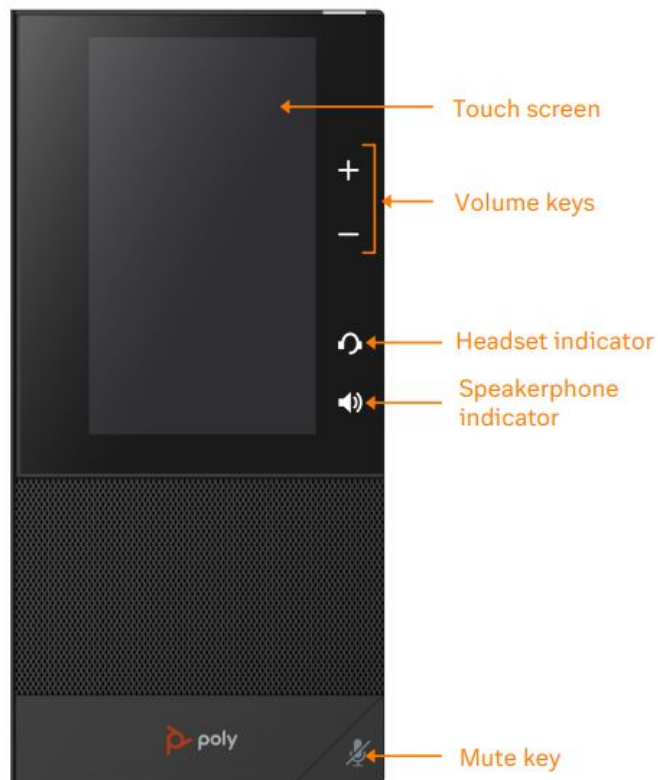 Touch screen
+
Volume keys
−
Headset indicator
Speakerphone
indicator
poly
Mute key